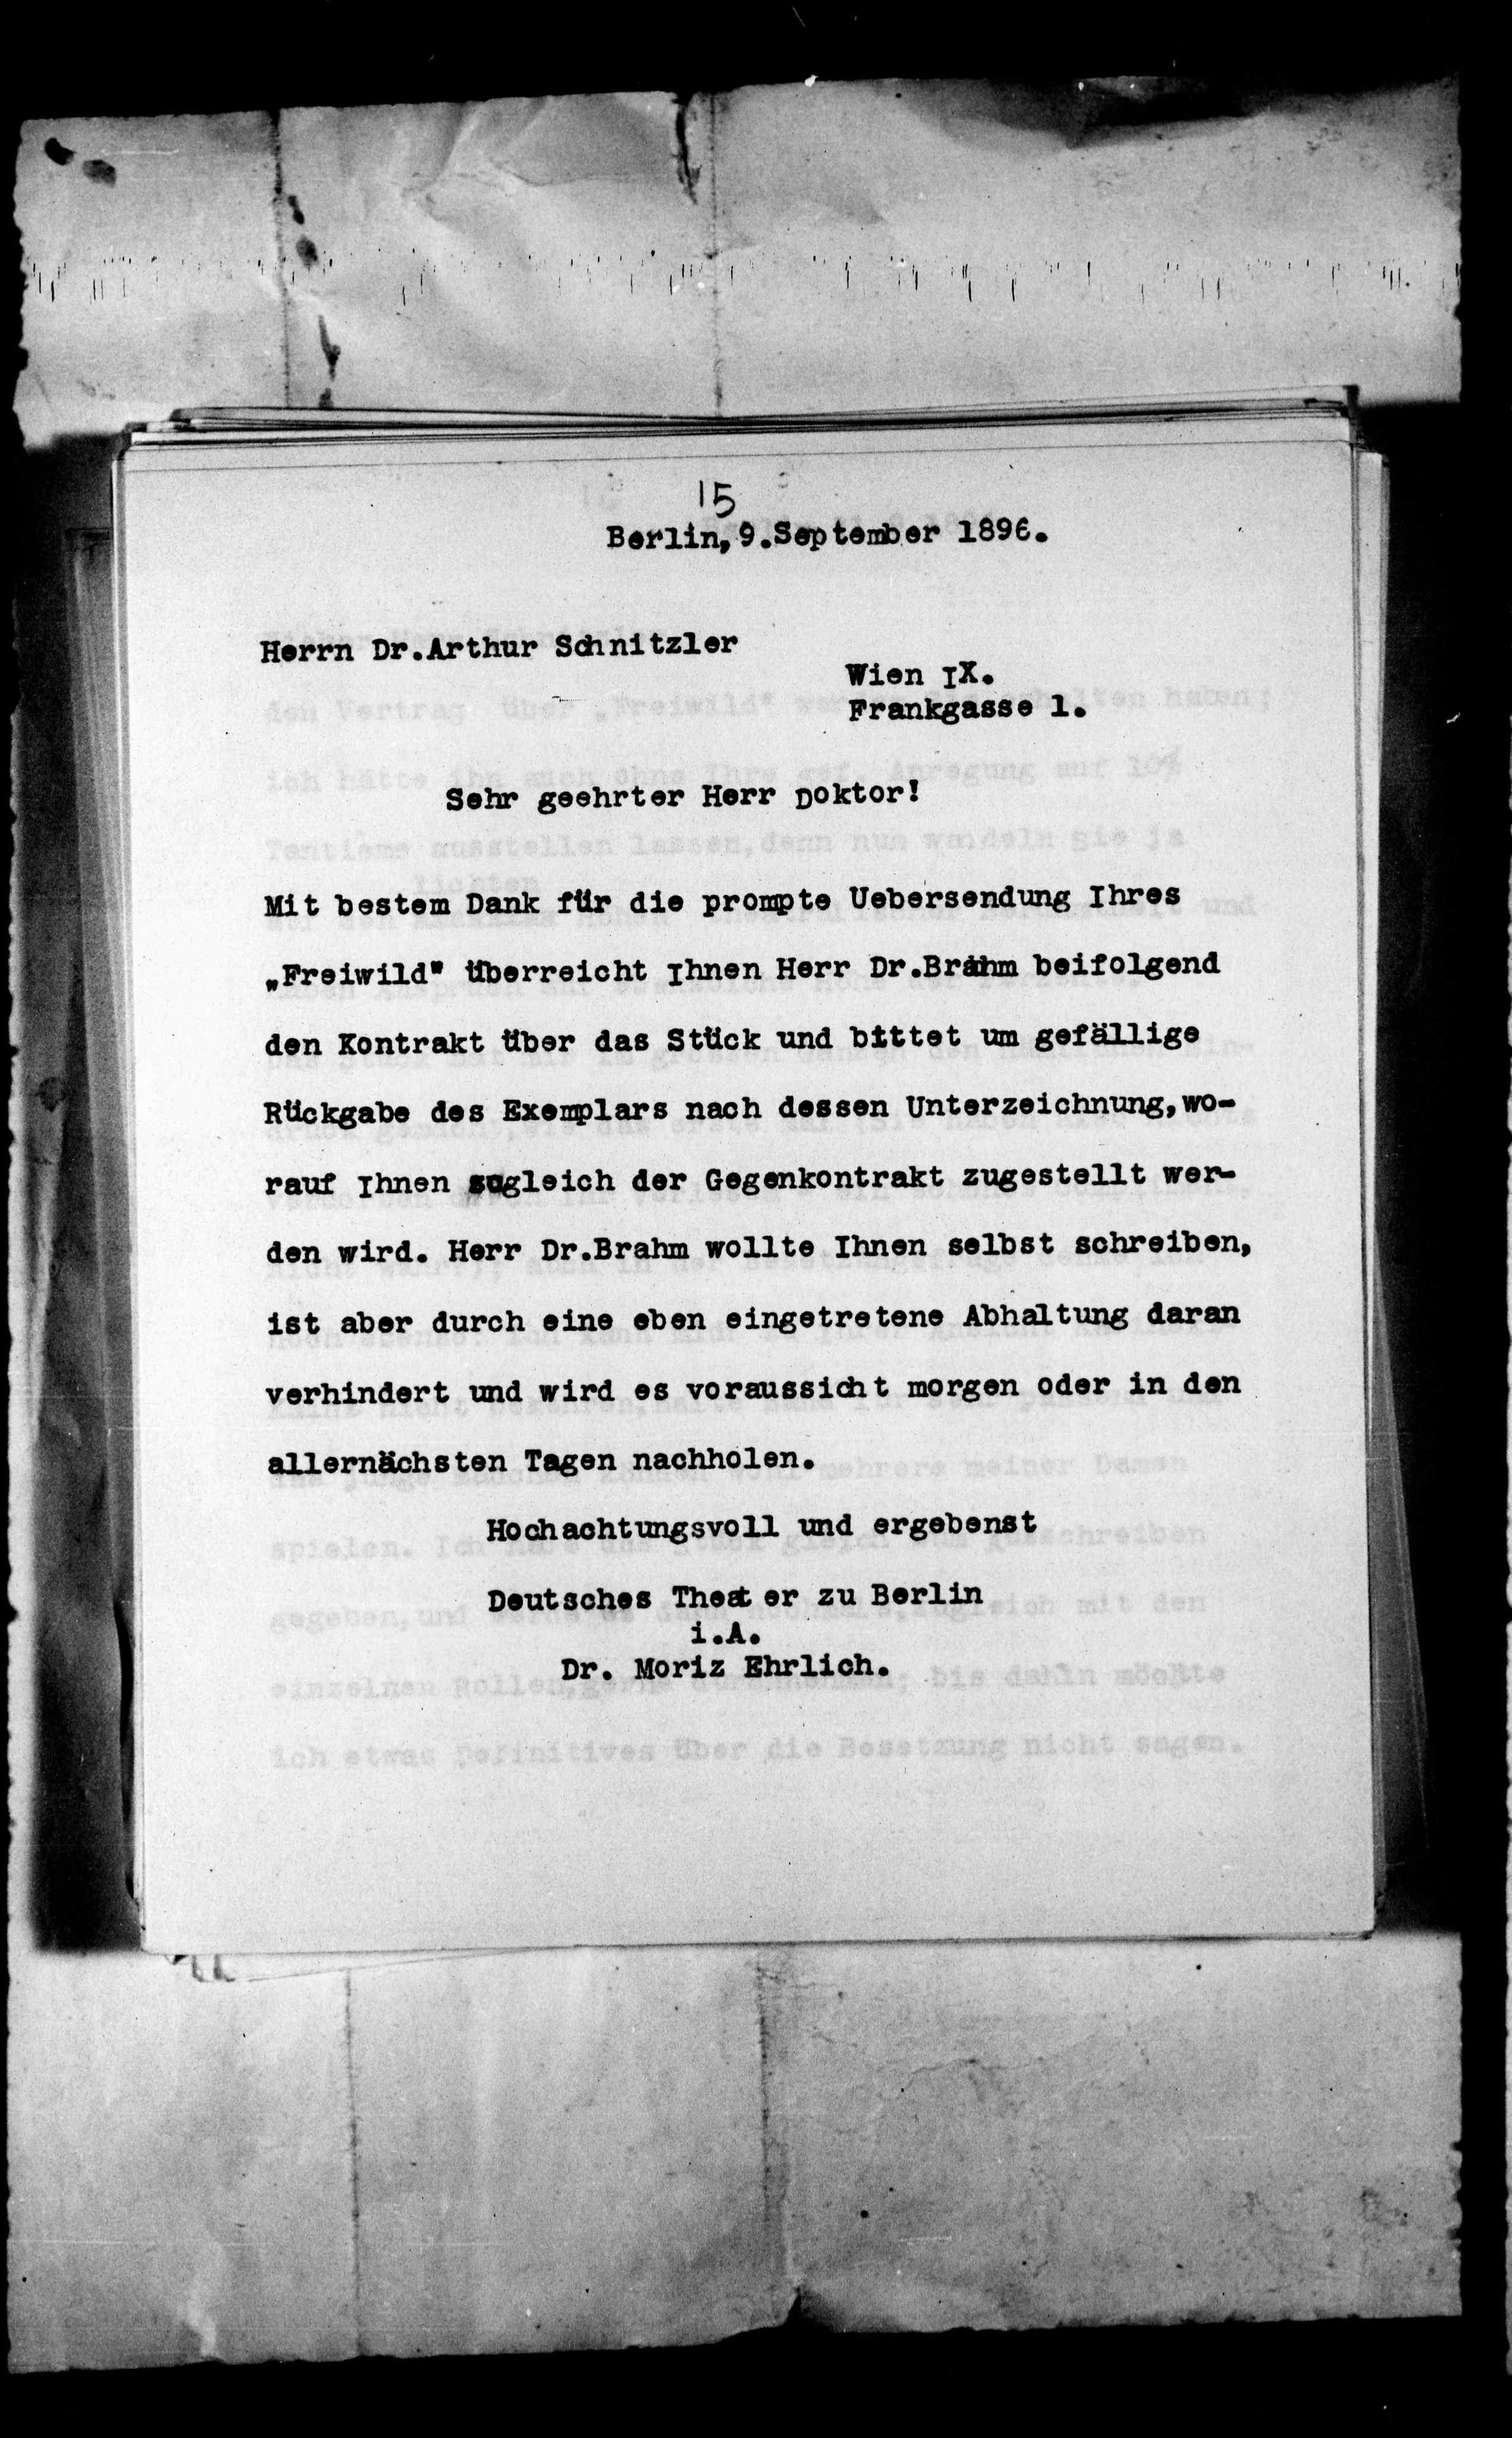 15
Berlin, 9.September 1896.
Herrn Dr.Arthur Schnitzler
Wien IX.
Frankgasse 1.
Sehr geehrter Herr Doktor!
Mit bestem Dank für die prompte Uebersendung Ihres
„Freiwild" überreicht Ihnen Herr Dr.Brahm beifolgend
den Kontrakt über das Stück und bittet um gefällige
Rückgabe des Exemplars nach dessen Unterzeichnung, wo-
rauf Ihnen sogleich der Gegenkontrakt zugestellt wer-
den wird. Herr Dr.Brahm wollte Ihnen selbst schreiben,
ist aber durch eine eben eingetretene Abhaltung daran
verhindert und wird es voraussicht morgen oder in den
allernächsten Tagen nachholen.
Hochachtungsvoll und ergebenst
Deutsches Theater zu Berlin
i.A.
Dr. Moriz Ehrlich.